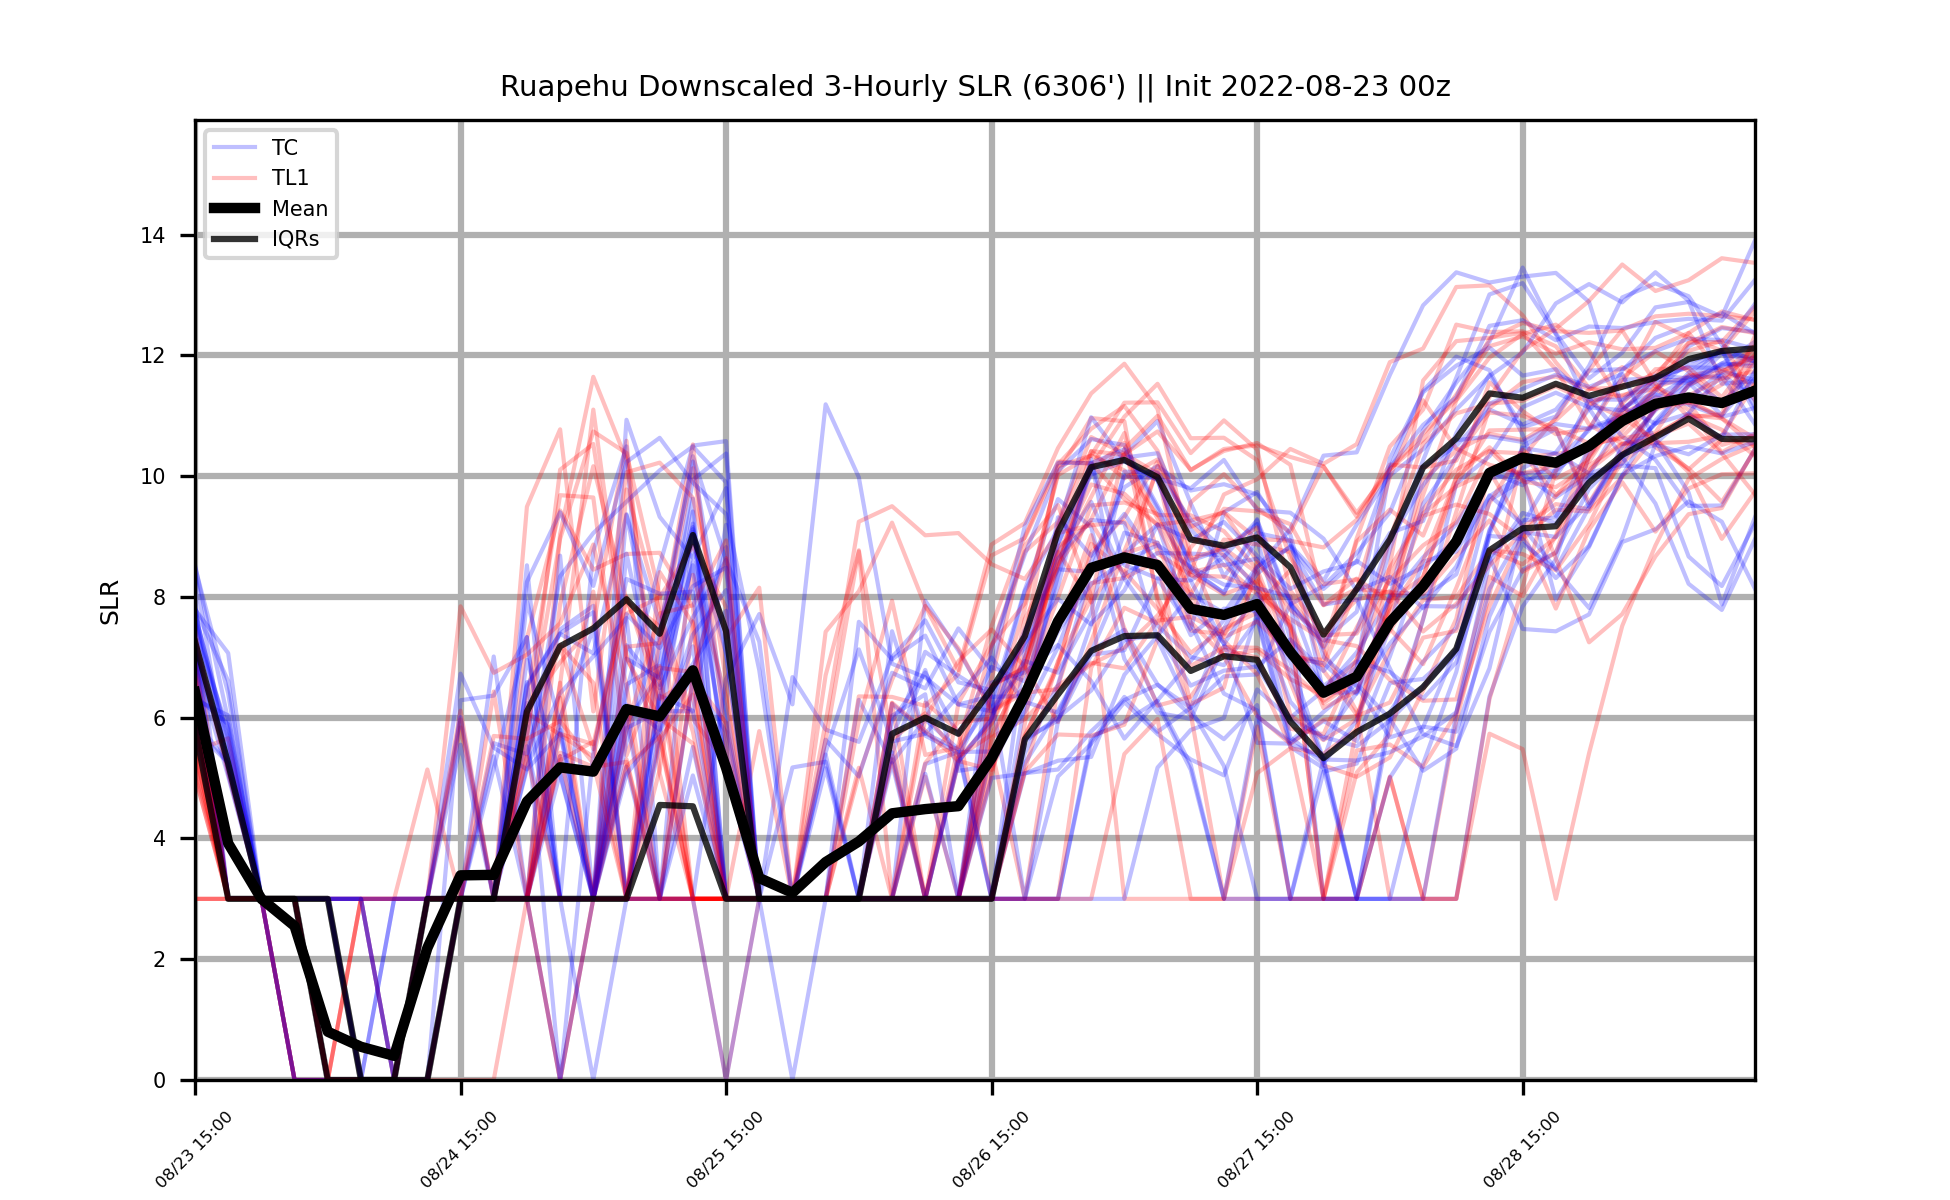 Ruapehu Downscaled 3-Hourly SLR (6306') || Init 2022-08-23 00z
TC
TL1
Mean
IQRs
SLR
14
12
10
8
6
4
2
0
08/23 15:00
08/24 15:00
08/25 15:00
08/26 15:00
08/27 15:00
08/28 15:00